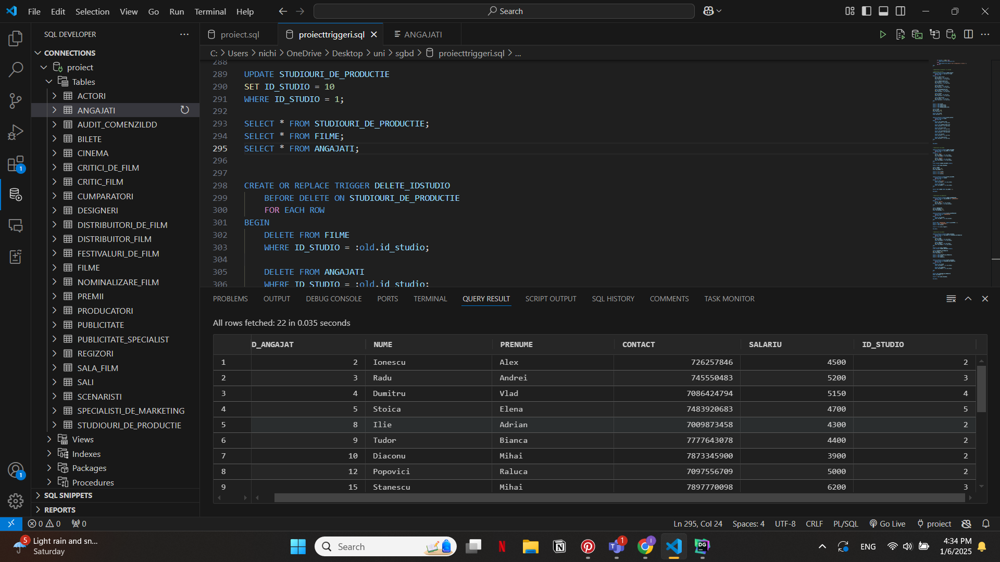 File Edit Selection View Go Run Terminal Help
Search
SQL DEVELOPER
CONNECTIONS
proiect
Tables
ACTORI
ANGAJATI
AUDIT_COMENZILDD
BILETE
CINEMA
CRITICI_DE_FILM
CRITIC_FILM
CUMPARATORI
DESIGNERI
DISTRIBUITORI_DE_FILM
DISTRIBUITOR_FILM
FESTIVALURI_DE_FILM
FILME
NOMINALIZARE_FILM
PREMII
PRODUCATORI
PUBLICITATE
PUBLICITATE_SPECIALIST
REGIZORI
SALA_FILM
SALI
SCENARISTI
SPECIALISTI_DE_MARKETING
STUDIOURI_DE_PRODUCTIE
Views
Indexes
Packages
Procedures
SQL SNIPPETS
REPORTS
1
1
proiect.sql
proiecttriggeri.sql
ANGAJATI
C: > Users > nichi > OneDrive > Desktop > uni > sgbd > proiecttriggeri.sql > ...
288
289 UPDATE STUDIOURI_DE_PRODUCTIE
290 SET ID_STUDIO = 10
291 WHERE ID_STUDIO = 1;
292
293 SELECT * FROM STUDIOURI_DE_PRODUCTIE;
294 SELECT * FROM FILME;
295 SELECT * FROM ANGAJATI;
296
297
298 CREATE OR REPLACE TRIGGER DELETE_IDSTUDIO
299 BEFORE DELETE ON STUDIOURI_DE_PRODUCTIE
300 FOR EACH ROW
301 BEGIN
302 DELETE FROM FILME
303 WHERE ID_STUDIO = :old.id_studio;
304
305 DELETE FROM ANGAJATI
306 WHERE ID_STUDIO = :old.id_studio;
PROBLEMS OUTPUT DEBUG CONSOLE PORTS TERMINAL QUERY RESULT SCRIPT OUTPUT SQL HISTORY COMMENTS TASK MONITOR
All rows fetched: 22 in 0.035 seconds
D_ANGAJAT NUME PRENUME CONTACT SALARIU ID_STUDIO
1 2 Ionescu Alex 726257846 4500 2
2 3 Radu Andrei 745550483 5200 3
3 4 Dumitru Vlad 7086424794 5150 4
4 5 Stoica Elena 7483920683 4700 5
5 8 Ilie Adrian 7009873458 4300 2
6 9 Tudor Bianca 7777643078 4400 2
7 10 Diaconu Mihai 7873345900 3900 2
8 12 Popovici Raluca 7097556709 5000 2
9 15 Stanescu Mihai 7897770098 6200 3
0 0 0
Ln 295, Col 24 Spaces: 4 UTF-8 CRLF PL/SQL Go Live proiect
5 Light rain and sn...
Saturday
Search
1
ENG
4:34 PM
1/6/2025